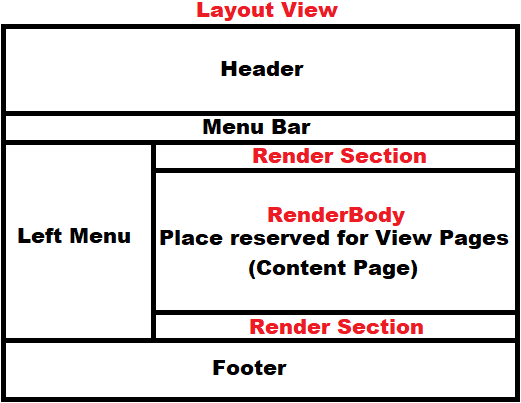 Layout View
Header
Menu Bar
Render Section
Left Menu
RenderBody
Place reserved for View Pages
(Content Page)
Render Section
Footer